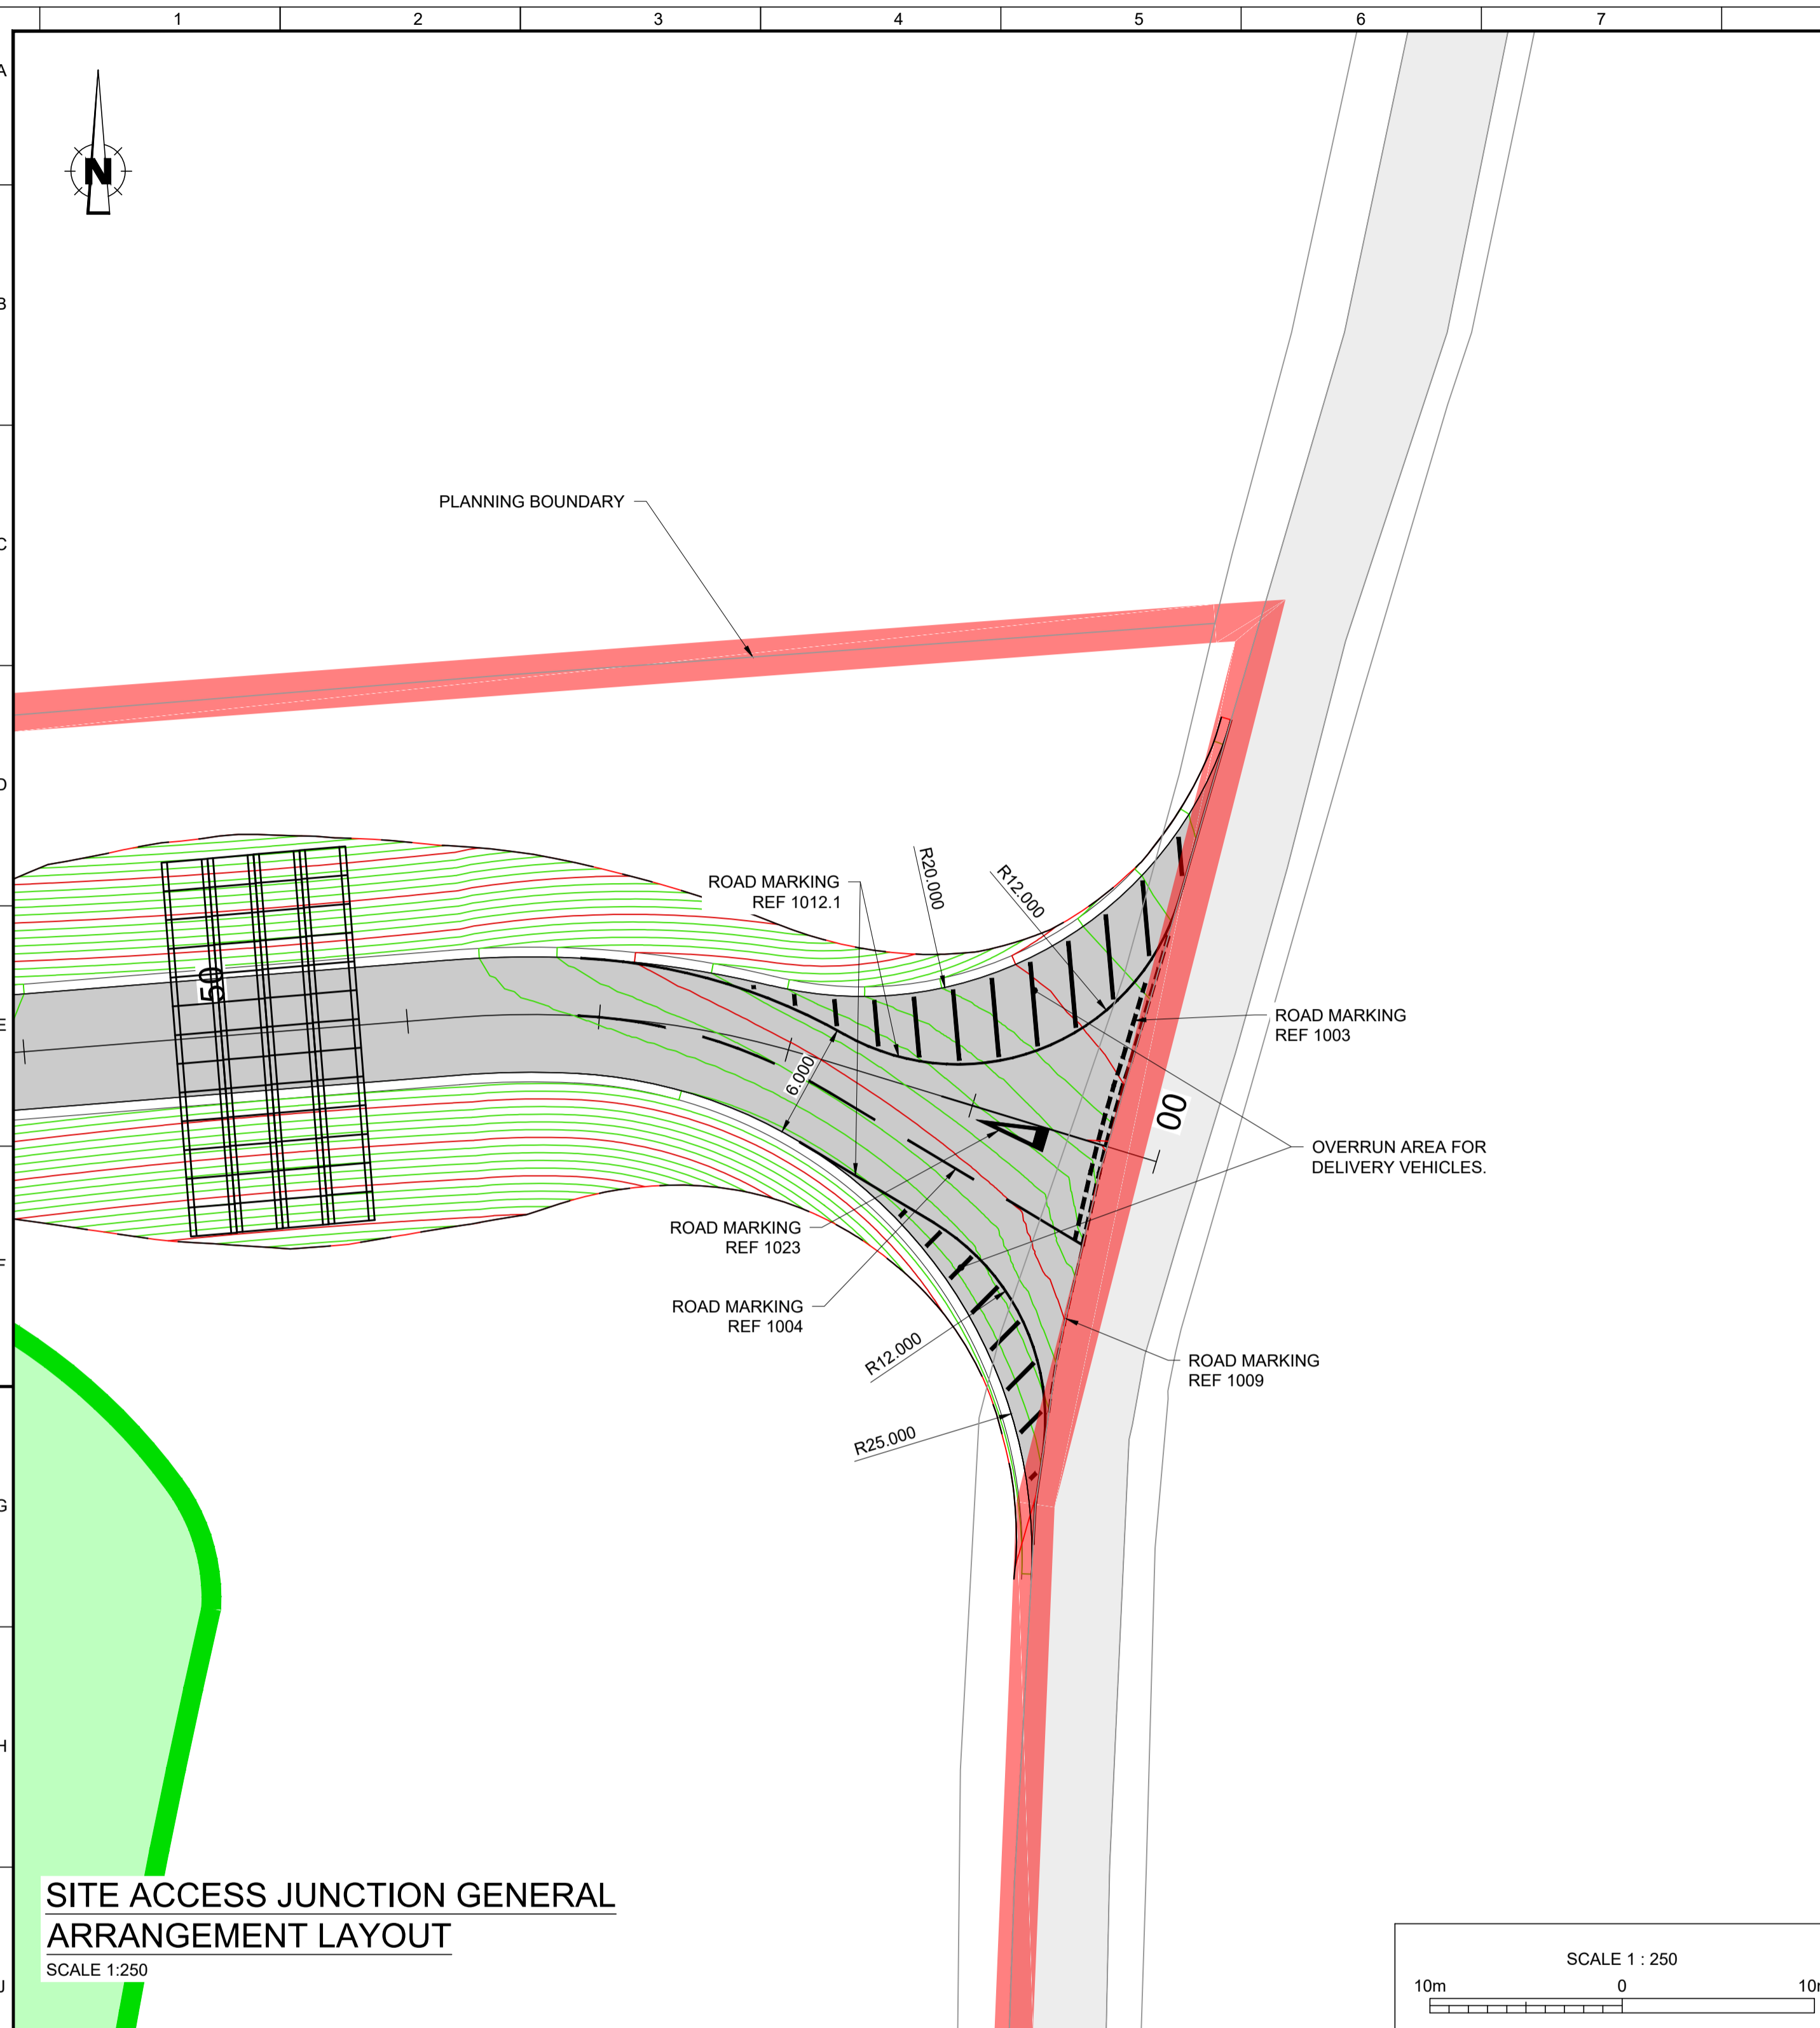 1 2 3 4 5 6 7
A
N
B
PLANNING BOUNDARY
C
D
ROAD MARKING
REF 1012.1
R20.000
R12.000
50
E
ROAD MARKING
REF 1003
6.000
00
OVERRUN AREA FOR
DELIVERY VEHICLES.
ROAD MARKING
REF 1023
F
ROAD MARKING
REF 1004
R12.000
ROAD MARKING
REF 1009
R25.000
G
H
SITE ACCESS JUNCTION GENERAL
ARRANGEMENT LAYOUT
SCALE 1:250
J
SCALE 1 : 250
10m 0 10m